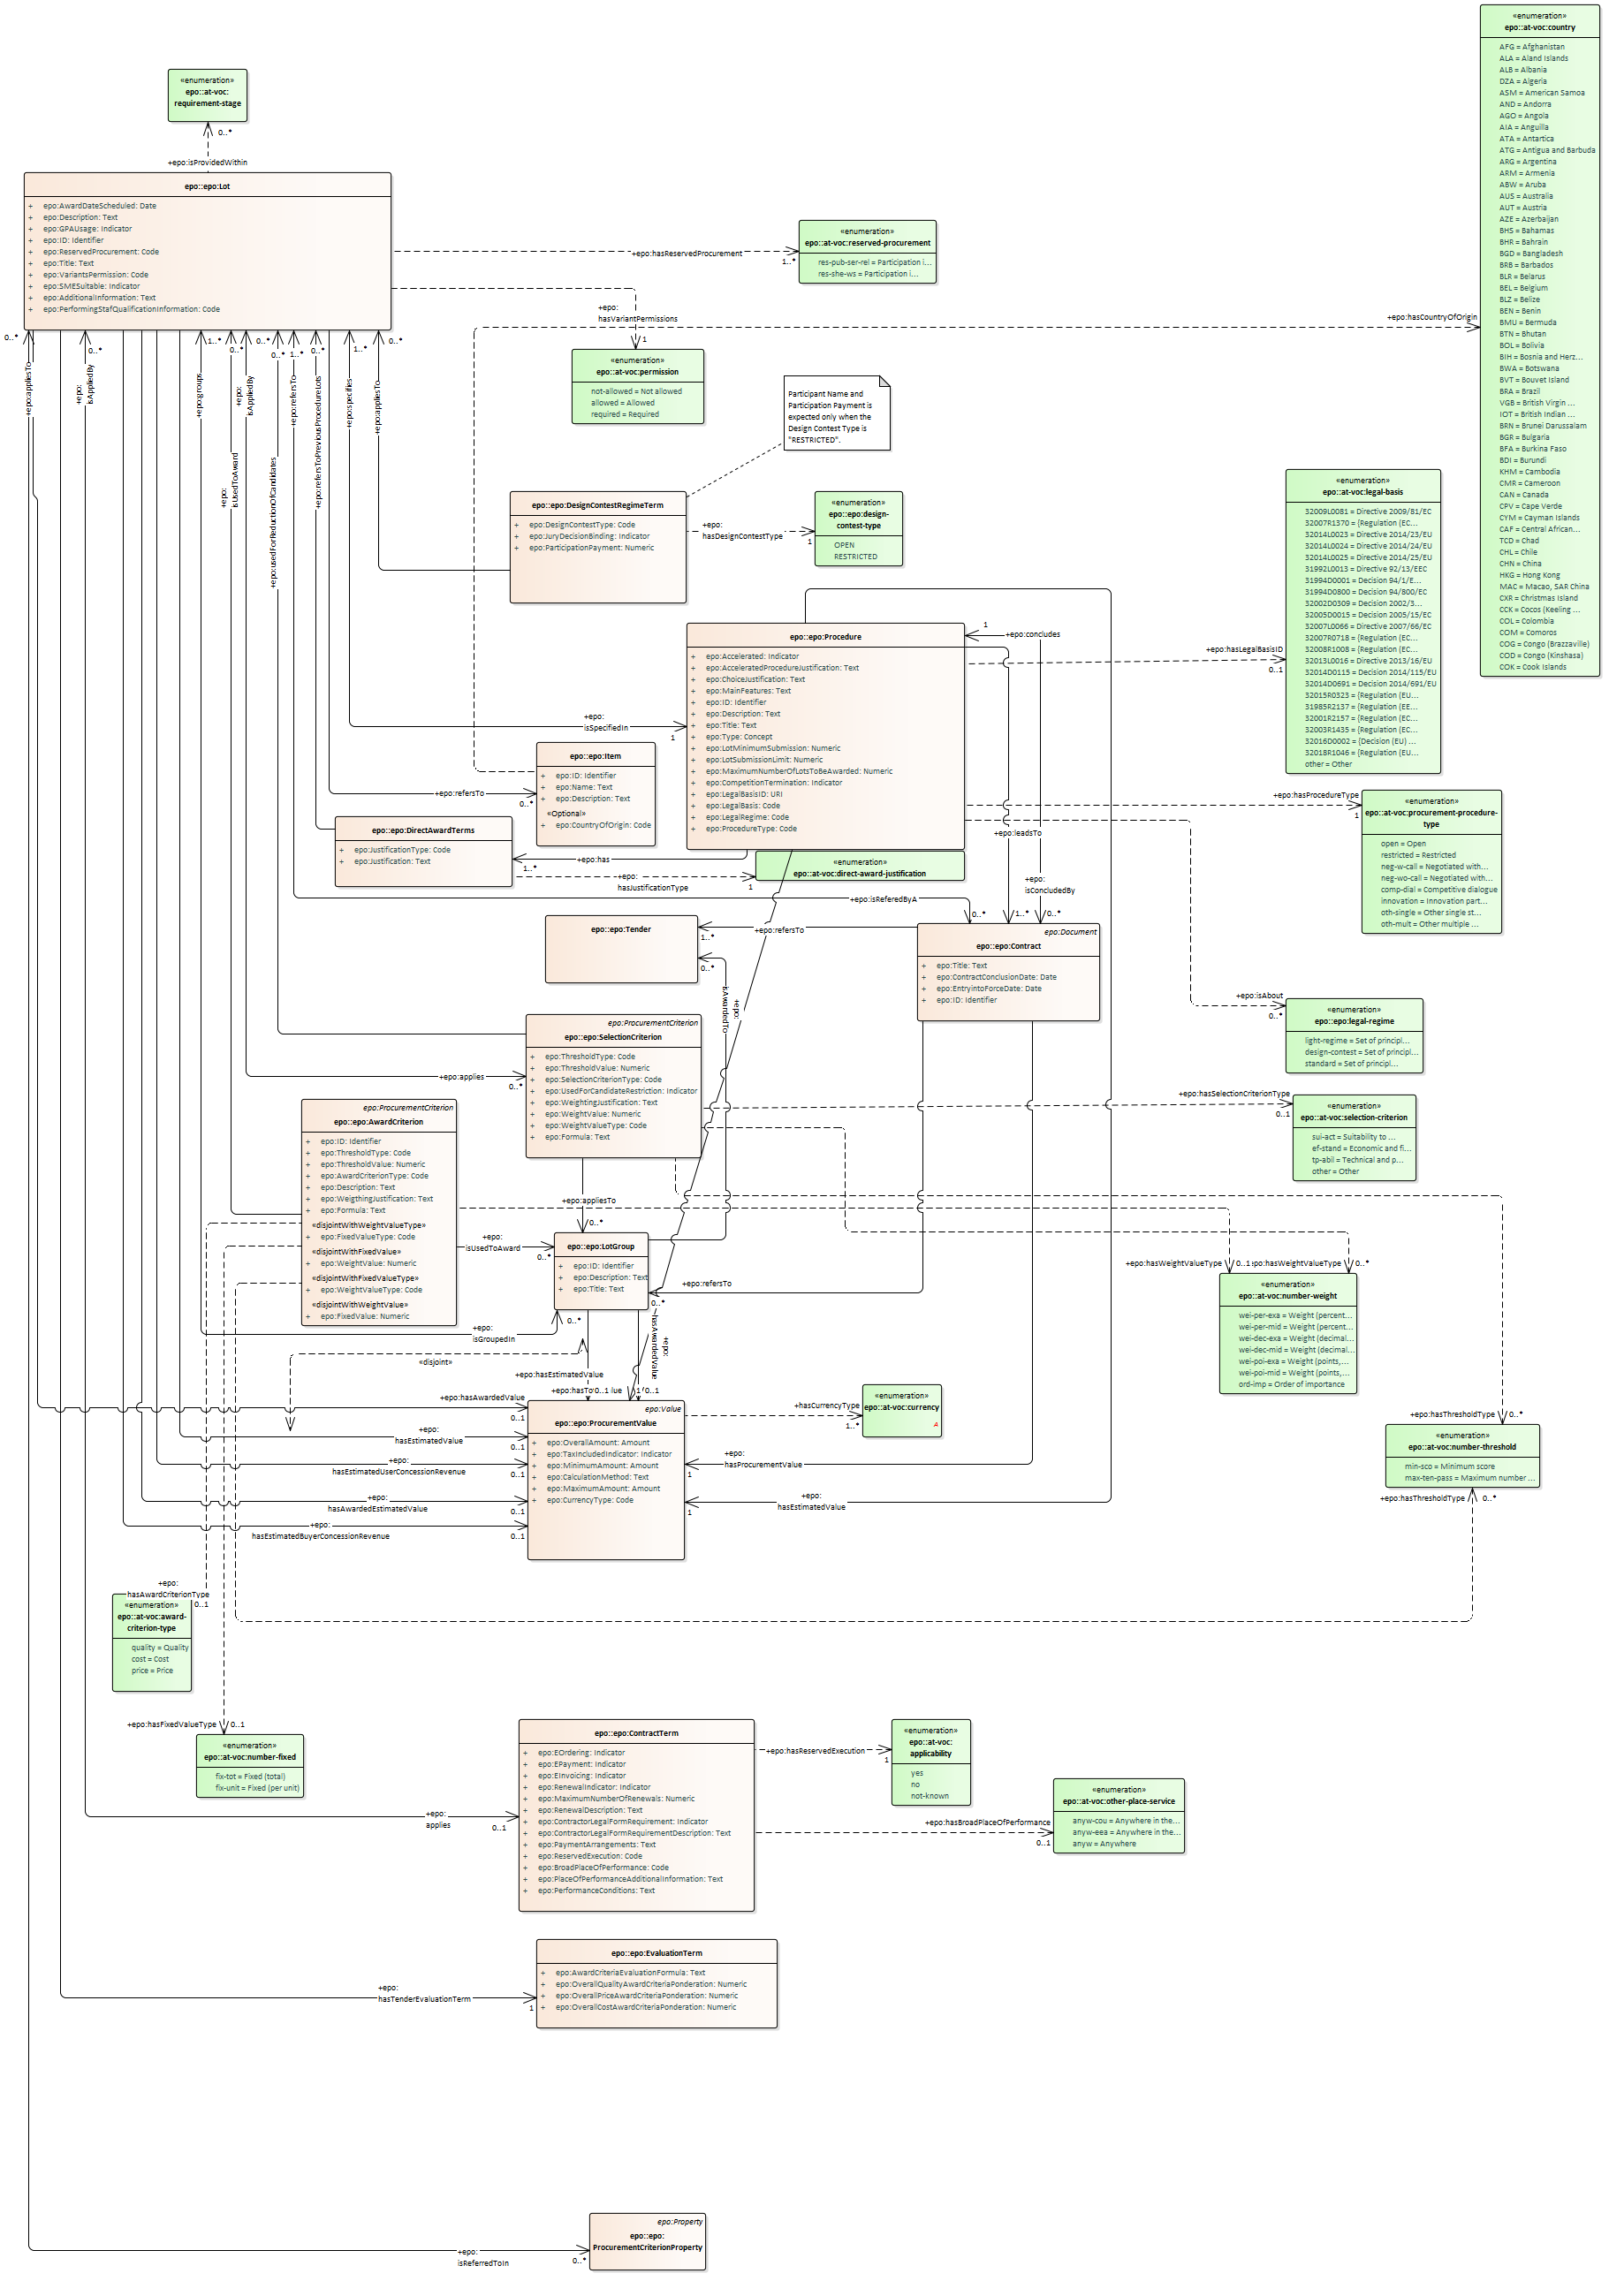 «enumeration»
epo::at-voc:country
AFG = Afghanistan
ALA = Aland Islands
ALB = Albania
DZA = Algeria
ASM = American Samoa
AND = Andorra
AGO = Angola
AIA = Anguilla
ATA = Antartica
ATG = Antigua and Barbuda
ARG = Argentina
ARM = Armenia
ABW = Aruba
AUS = Australia
AUT = Austria
AZE = Azerbaijan
BHS = Bahamas
BHR = Bahrain
BGD = Bangladesh
BRB = Barbados
BLR = Belarus
BEL = Belgium
BLZ = Belize
BEN = Benin
BMU = Bermuda
BTN = Bhutan
BOL = Bolivia
BIH = Bosnia and Herz...
BWA = Botswana
BVT = Bouvet Island
BRA = Brazil
VGB = British Virgin ...
IOT = British Indian ...
BRN = Brunei Darussalam
BGR = Bulgaria
BFA = Burkina Faso
BDI = Burundi
KHM = Cambodia
CMR = Cameroon
CAN = Canada
CPV = Cape Verde
CYM = Cayman Islands
CAF = Central African...
TCD = Chad
CHL = Chile
CHN = China
HKG = Hong Kong
MAC = Macao, SAR China
CXR = Christmas Island
CCK = Cocos (Keeling ...
COL = Colombia
COM = Comoros
COG = Congo (Brazzaville)
COD = Congo (Kinshasa)
COK = Cook Islands
«enumeration»
epo::at-voc:
requirement-stage
0..*
+epo:isProvidedWithin
epo::epo:Lot
+ epo:AwardDateScheduled: Date
+ epo:Description: Text
+ epo:GPAUsage: Indicator
+ epo:ID: Identifier
+ epo:ReservedProcurement: Code
+ epo:Title: Text
+ epo:VariantsPermission: Code
+ epo:SMESuitable: Indicator
+ epo:AdditionalInformation: Text
+ epo:PerformingStafQualificationInformation: Code
+epo:hasReservedProcurement
1..*
«enumeration»
epo::at-voc:reserved-procurement
res-pub-ser-rel = Participation i...
res-she-ws = Participation i...
+epo:
hasVariantPermissions
1
«enumeration»
epo::at-voc:permission
not-allowed = Not allowed
allowed = Allowed
required = Required
+epo:hasCountryOfOrigin
0..*
+epo:appliesTo
0..*
+epo:
isAppliedBy
1..*
+epo:groups
0..*
+epo:
isUsedToAward
0..*
+epo:
isAppliedBy
0..*
+epo:usedForReductionOfCandidates
1..*
+epo:refersTo
0..*
+epo:refersToPreviousProcedureLots
1..*
+epo:specifies
0..*
+epo:appliesTo
Participant Name and
Participation Payment is
expected only when the
Design Contest Type is
"RESTRICTED".
epo::epo:DesignContestRegimeTerm
+ epo:DesignContestType: Code
+ epo:JuryDecisionBinding: Indicator
+ epo:ParticipationPayment: Numeric
+epo:
hasDesignContestType
1
«enumeration»
epo::epo:design-
contest-type
OPEN
RESTRICTED
«enumeration»
epo::at-voc:legal-basis
32009L0081 = Directive 2009/81/EC
32007R1370 = (Regulation (EC...
32014L0023 = Directive 2014/23/EU
32014L0024 = Directive 2014/24/EU
32014L0025 = Directive 2014/25/EU
31992L0013 = Directive 92/13/EEC
31994D0001 = Decision 94/1/E...
31994D0800 = Decision 94/800/EC
32002D0309 = Decision 2002/3...
32005D0015 = Decision 2005/15/EC
32007L0066 = Directive 2007/66/EC
32007R0718 = (Regulation (EC...
32008R1008 = (Regulation (EC...
32013L0016 = Directive 2013/16/EU
32014D0115 = Decision 2014/115/EU
32014D0691 = Decision 2014/691/EU
32015R0323 = (Regulation (EU...
31985R2137 = (Regulation (EE...
32001R2157 = (Regulation (EC...
32003R1435 = (Regulation (EC...
32016D0002 = (Decision (EU) ...
32018R1046 = (Regulation (EU...
other = Other
epo::epo:Procedure
+ epo:Accelerated: Indicator
+ epo:AcceleratedProcedureJustification: Text
+ epo:ChoiceJustification: Text
+ epo:MainFeatures: Text
+ epo:ID: Identifier
+ epo:Description: Text
+ epo:Title: Text
+ epo:Type: Concept
+ epo:LotMinimumSubmission: Numeric
+ epo:LotSubmissionLimit: Numeric
+ epo:MaximumNumberOfLotsToBeAwarded: Numeric
+ epo:CompetitionTermination: Indicator
+ epo:LegalBasisID: URI
+ epo:LegalBasis: Code
+ epo:LegalRegime: Code
+ epo:ProcedureType: Code
1
+epo:concludes
+epo:hasLegalBasisID
0..1
+epo:
isSpecifiedIn
1
epo::epo:Item
+ epo:ID: Identifier
+ epo:Name: Text
+ epo:Description: Text
«Optional»
+ epo:CountryOfOrigin: Code
+epo:refersTo
0..*
epo::epo:DirectAwardTerms
+ epo:JustificationType: Code
+ epo:Justification: Text
+epo:has
1..*
+epo:
hasJustificationType
1
«enumeration»
epo::at-voc:direct-award-justification
+epo:hasProcedureType
1
«enumeration»
epo::at-voc:procurement-procedure-
type
open = Open
restricted = Restricted
neg-w-call = Negotiated with...
neg-wo-call = Negotiated with...
comp-dial = Competitive dialogue
innovation = Innovation part...
oth-single = Other single st...
oth-mult = Other multiple ...
+epo:leadsTo
1..*
+epo:
isConcludedBy
0..*
+epo:isReferedByA
0..*
epo::epo:Tender
+epo:refersTo
1..*
0..*
+epo:
isAwardedTo
epo:Document
epo::epo:Contract
+ epo:Title: Text
+ epo:ContractConclusionDate: Date
+ epo:EntryintoForceDate: Date
+ epo:ID: Identifier
+epo:isAbout
0..*
«enumeration»
epo::epo:legal-regime
light-regime = Set of principl...
design-contest = Set of principl...
standard = Set of principl...
epo:ProcurementCriterion
epo::epo:SelectionCriterion
+ epo:ThresholdType: Code
+ epo:ThresholdValue: Numeric
+ epo:SelectionCriterionType: Code
+ epo:UsedForCandidateRestriction: Indicator
+ epo:WeightingJustification: Text
+ epo:WeightValue: Numeric
+ epo:WeightValueType: Code
+ epo:Formula: Text
+epo:applies
0..*
+epo:hasSelectionCriterionType
0..1
«enumeration»
epo::at-voc:selection-criterion
sui-act = Suitability to ...
ef-stand = Economic and fi...
tp-abil = Technical and p...
other = Other
epo:ProcurementCriterion
epo::epo:AwardCriterion
+ epo:ID: Identifier
+ epo:ThresholdType: Code
+ epo:ThresholdValue: Numeric
+ epo:AwardCriterionType: Code
+ epo:Description: Text
+ epo:WeigthingJustification: Text
+ epo:Formula: Text
«disjointWithWeightValueType»
+ epo:FixedValueType: Code
«disjointWithFixedValue»
+ epo:WeightValue: Numeric
«disjointWithFixedValueType»
+ epo:WeightValueType: Code
«disjointWithWeightValue»
+ epo:FixedValue: Numeric
+epo:appliesTo
0..*
+epo:
isUsedToAward
0..*
epo::epo:LotGroup
+ epo:ID: Identifier
+ epo:Description: Text
+ epo:Title: Text
+epo:refersTo
0..*
+epo:
isGroupedIn
0..*
«disjoint»
+epo:hasEstimatedValue
0..1
+epo:
hasAwardedValue
0..1
+epo:hasWeightValueType
0..1
epo:hasWeightValueType
0..*
«enumeration»
epo::at-voc:number-weight
wei-per-exa = Weight (percent...
wei-per-mid = Weight (percent...
wei-dec-exa = Weight (decimal...
wei-dec-mid = Weight (decimal...
wei-poi-exa = Weight (points,...
wei-poi-mid = Weight (points,...
ord-imp = Order of importance
epo:Value
epo::epo:ProcurementValue
+ epo:OverallAmount: Amount
+ epo:TaxIncludedIndicator: Indicator
+ epo:MinimumAmount: Amount
+ epo:CalculationMethod: Text
+ epo:MaximumAmount: Amount
+ epo:CurrencyType: Code
+epo:hasAwardedValue
0..1
+epo:
hasEstimatedValue
0..1
+epo:
hasEstimatedUserConcessionRevenue
0..1
+epo:
hasAwardedEstimatedValue
0..1
+epo:
hasEstimatedBuyerConcessionRevenue
0..1
+epo:hasCurrencyType
1..*
«enumeration»
epo::at-voc:currency
A
+epo:
hasProcurementValue
1
+epo:
hasEstimatedValue
1
+epo:hasThresholdType
0..*
«enumeration»
epo::at-voc:number-threshold
min-sco = Minimum score
max-ten-pass = Maximum number ...
+epo:hasThresholdType
0..*
+epo:
hasAwardCriterionType
0..1
«enumeration»
epo::at-voc:award-
criterion-type
quality = Quality
cost = Cost
price = Price
+epo:hasFixedValueType
0..1
«enumeration»
epo::at-voc:number-fixed
fix-tot = Fixed (total)
fix-unit = Fixed (per unit)
epo::epo:ContractTerm
+ epo:EOrdering: Indicator
+ epo:EPayment: Indicator
+ epo:EInvoicing: Indicator
+ epo:RenewalIndicator: Indicator
+ epo:MaximumNumberOfRenewals: Numeric
+ epo:RenewalDescription: Text
+ epo:ContractorLegalFormRequirement: Indicator
+ epo:ContractorLegalFormRequirementDescription: Text
+ epo:PaymentArrangements: Text
+ epo:ReservedExecution: Code
+ epo:BroadPlaceOfPerformance: Code
+ epo:PlaceOfPerformanceAdditionalInformation: Text
+ epo:PerformanceConditions: Text
+epo:
applies
0..1
+epo:hasReservedExecution
1
«enumeration»
epo::at-voc:
applicability
yes
no
not-known
+epo:hasBroadPlaceOfPerformance
0..1
«enumeration»
epo::at-voc:other-place-service
anyw-cou = Anywhere in the...
anyw-eea = Anywhere in the...
anyw = Anywhere
epo::epo:EvaluationTerm
+ epo:AwardCriteriaEvaluationFormula: Text
+ epo:OverallQualityAwardCriteriaPonderation: Numeric
+ epo:OverallPriceAwardCriteriaPonderation: Numeric
+ epo:OverallCostAwardCriteriaPonderation: Numeric
+epo:
hasTenderEvaluationTerm
1
epo:Property
epo::epo:
ProcurementCriterionProperty
+epo:
isReferredToIn
0..*